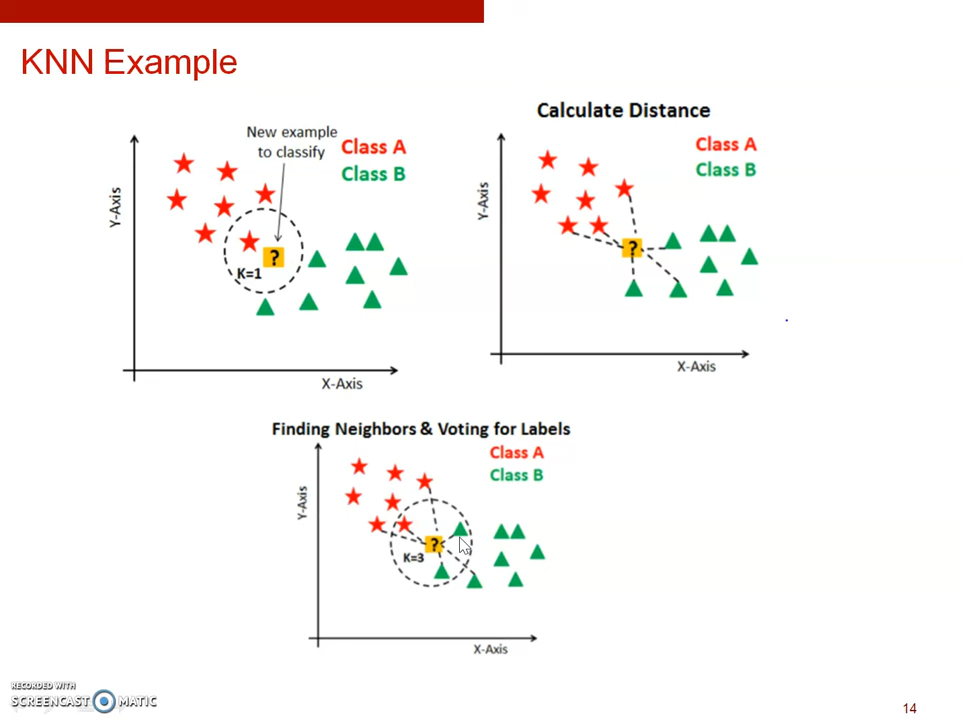 KNN Example
New example
to classify
Class A
Class B
Y-Axis
?
K=1
X-Axis
Calculate Distance
Class A
Class B
Y-Axis
?
X-Axis
Finding Neighbors & Voting for Labels
Class A
Class B
Y-Axis
?
K=3
X-Axis
RECORDED WITH
SCREENCAST MATIC
14